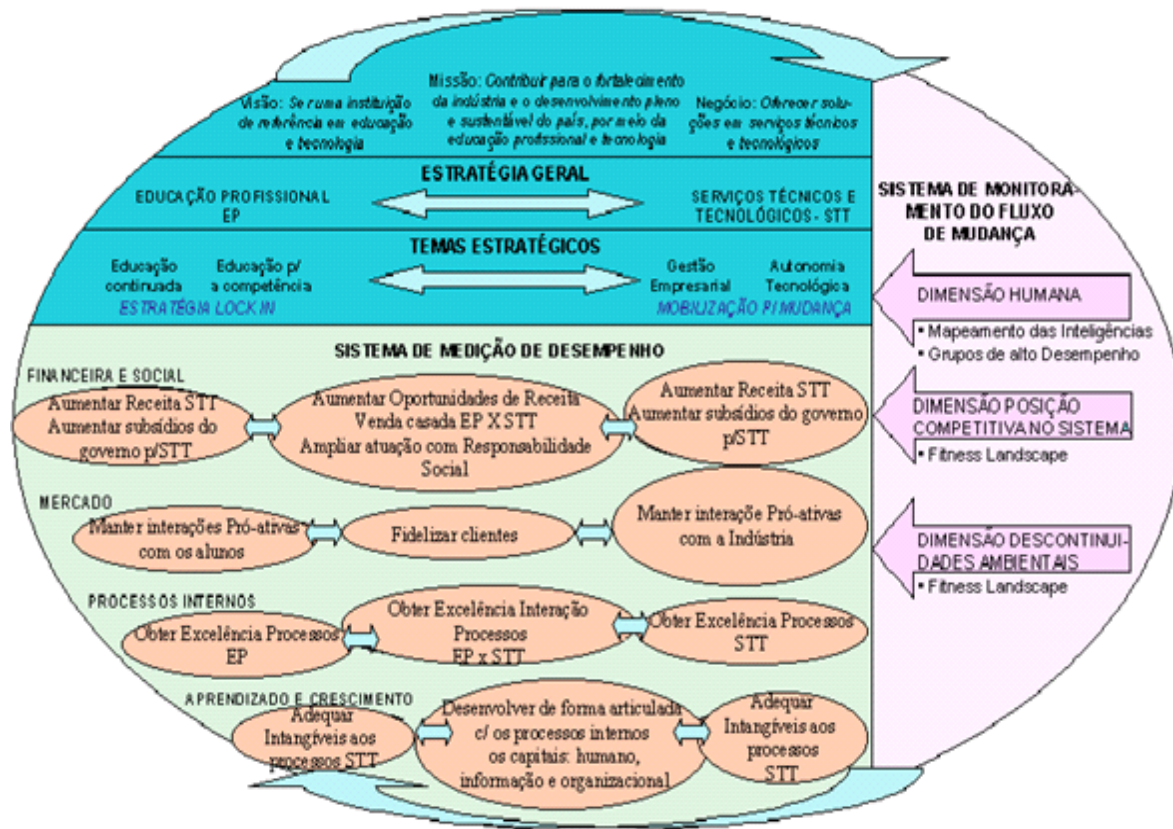 Visão: Se ruma instituição
de referência em educação
e tecnologia
Missão: Contribuir para o fortalecimento
da indústria e o desenvolvimento pleno
e sustentável do país, por meio da
educação profissional e tecnologia
Negócio: Oferecer solu-
ções em serviços técnicos
e tecnológicos
ESTRATÉGIA GERAL
EDUCAÇÃO PROFISSIONAL
EP
SERVIÇOS TÉCNICOS E
TECNOLÓGICOS - STT
TEMAS ESTRATÉGICOS
Educação
continuada
Educação p/
a competência
Gestão
Empresarial
Autonomia
Tecnológica
ESTRATÉGIA LOCK IN
MOBILIZAÇÃO P/ MUDANÇA
SISTEMA DE MEDIÇÃO DE DESEMPENHO
FINANCEIRA E SOCIAL
Aumentar Receita STT
Aumentar subsídios do
governo p/STT
Aumentar Oportunidades de Receita
Venda casada EP X STT
Ampliar atuação com Responsabilidade
Social
Aumentar Receita STT
Aumentar subsídios do governo
p/STT
MERCADO
Manter interações Pró-ativas
com os alunos
Fidelizar clientes
Manter interaçõe Pró-ativas
com a Indústria
PROCESSOS INTERNOS
Obter Excelência Processos
EP
Obter Excelência Interação
Processos
EP x STT
Obter Excelência Processos
STT
APRENDIZADO E CRESCIMENTO
Adequar
Intangíveis aos
processos STT
Desenvolver de forma articulada
c/ os processos internos
os capitais: humano,
informação e organizacional
Adequar
Intangíveis aos
processos
STT
SISTEMA DE MONITORA-
MENTO DO FLUXO
DE MUDANÇA
DIMENSÃO HUMANA
▪ Mapeamento das Inteligências
▪ Grupos de alto Desempenho
DIMENSÃO POSIÇÃO
COMPETITIVA NO SISTEMA
▪ Fitness Landscape
DIMENSÃO DESCONTINUI-
DADES AMBIENTAIS
▪ Fitness Landscape